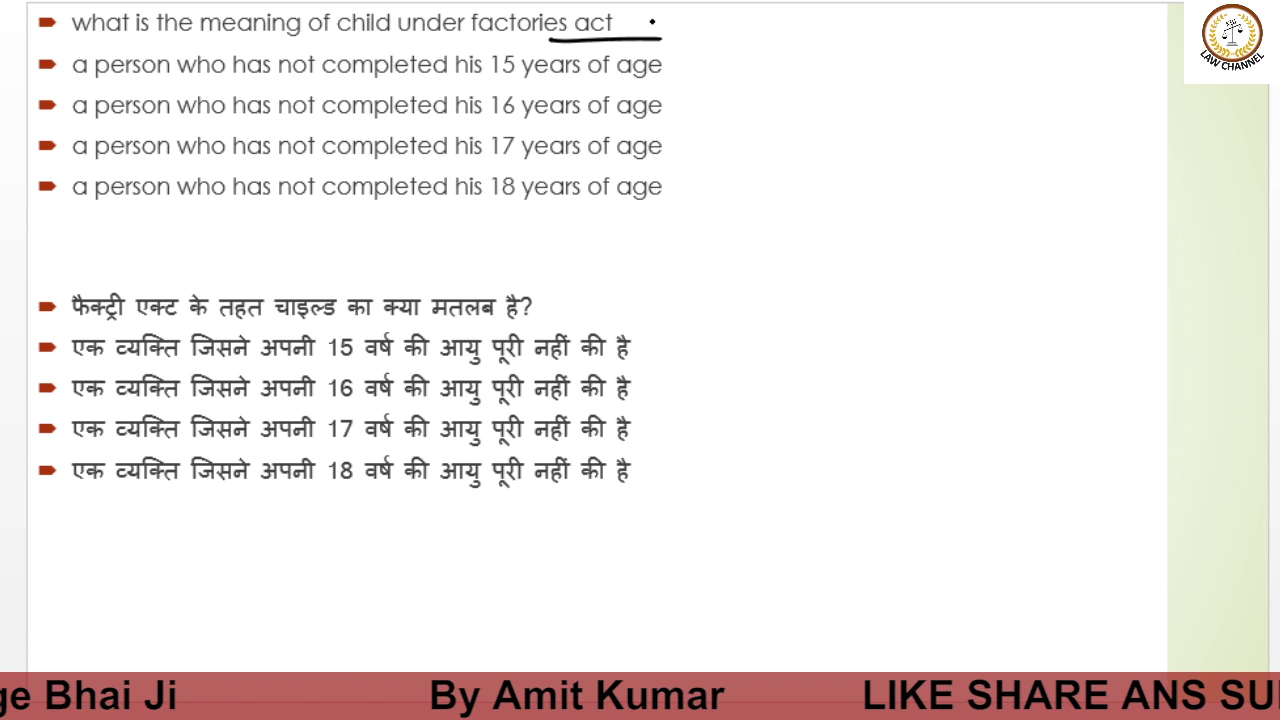 what is the meaning of child under factories act
a person who has not completed his 15 years of age
a person who has not completed his 16 years of age
a person who has not completed his 17 years of age
a person who has not completed his 18 years of age
LAW CHANNEL
फैक्ट्री एक्ट के तहत चाइल्ड का क्या मतलब है?
एक व्यक्ति जिसने अपनी 15 वर्ष की आयु पूरी नहीं की है
एक व्यक्ति जिसने अपनी 16 वर्ष की आयु पूरी नहीं की है
एक व्यक्ति जिसने अपनी 17 वर्ष की आयु पूरी नहीं की है
एक व्यक्ति जिसने अपनी 18 वर्ष की आयु पूरी नहीं की है
ge Bhai Ji By Amit Kumar LIKE SHARE ANS SU